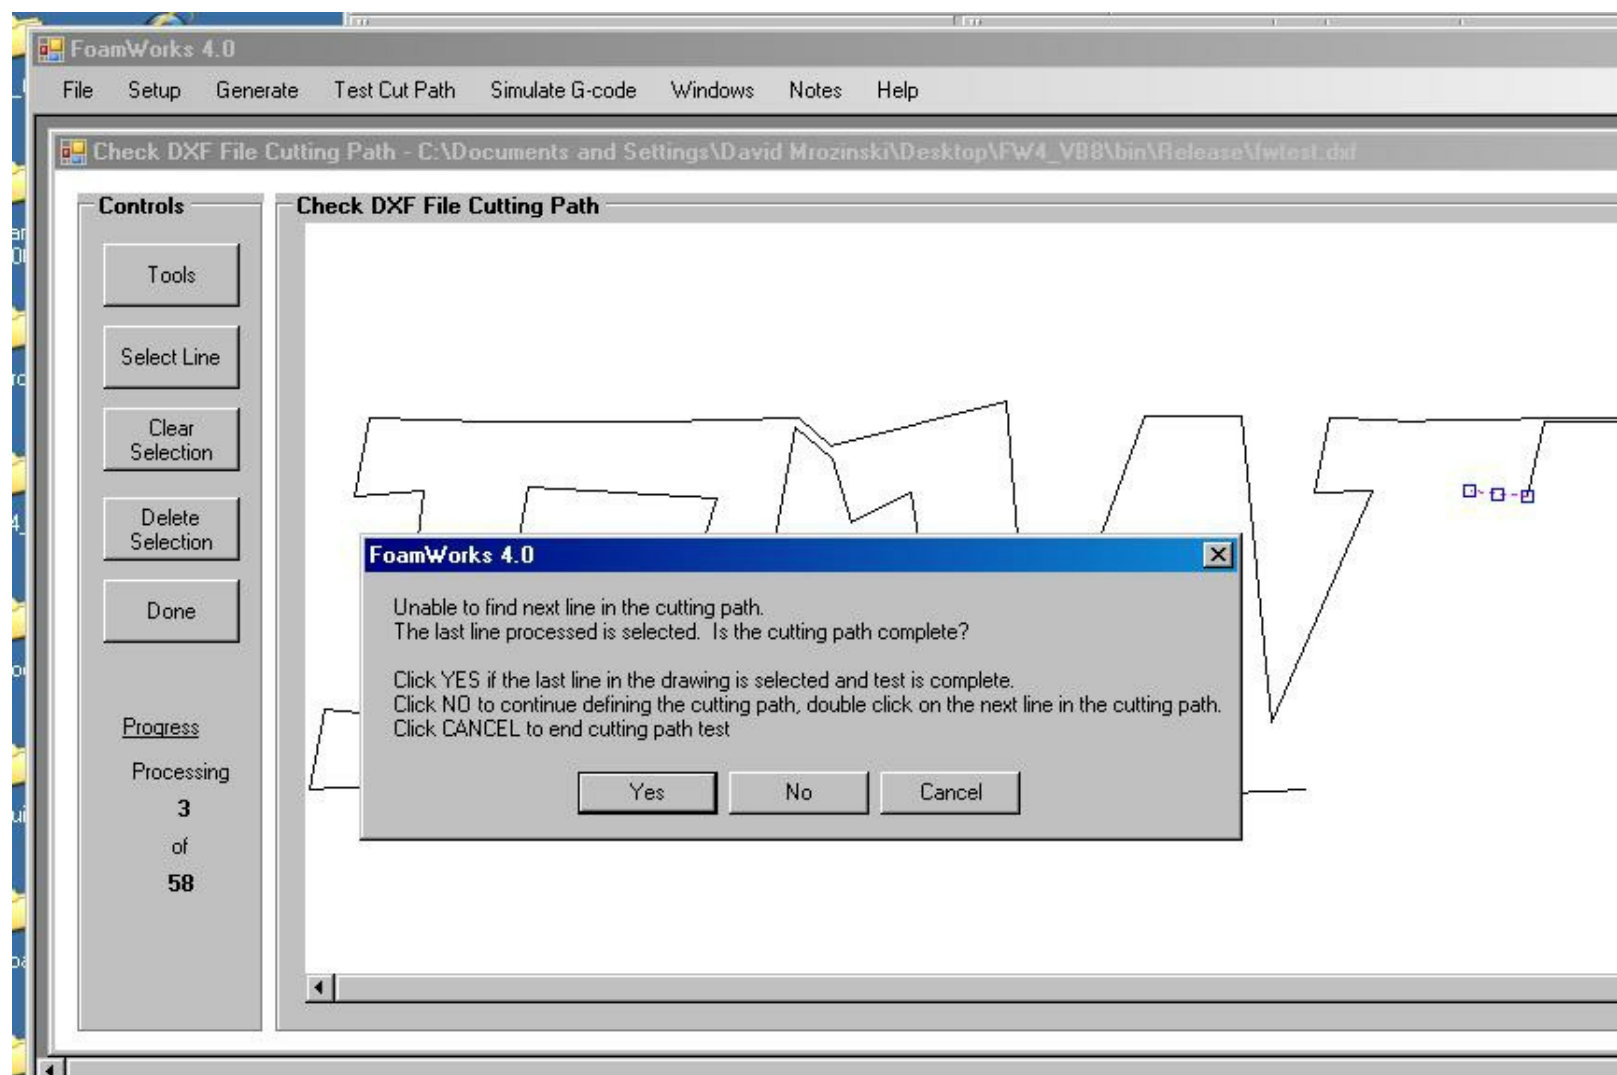 FoamWorks 4.0
File Setup Generate Test Cut Path Simulate G-code Windows Notes Help
Check DXF File Cutting Path - C:\Documents and Settings\David Mrozinski\Desktop\FW4_VB8\bin\Release\fwtest.dxf
Controls
Check DXF File Cutting Path
Tools
Select Line
Clear
Selection
Delete
Selection
Done
Progress
Processing
3
of
58
FoamWorks 4.0
Unable to find next line in the cutting path.
The last line processed is selected. Is the cutting path complete?
Click YES if the last line in the drawing is selected and test is complete.
Click NO to continue defining the cutting path, double click on the next line in the cutting path.
Click CANCEL to end cutting path test
Yes No Cancel